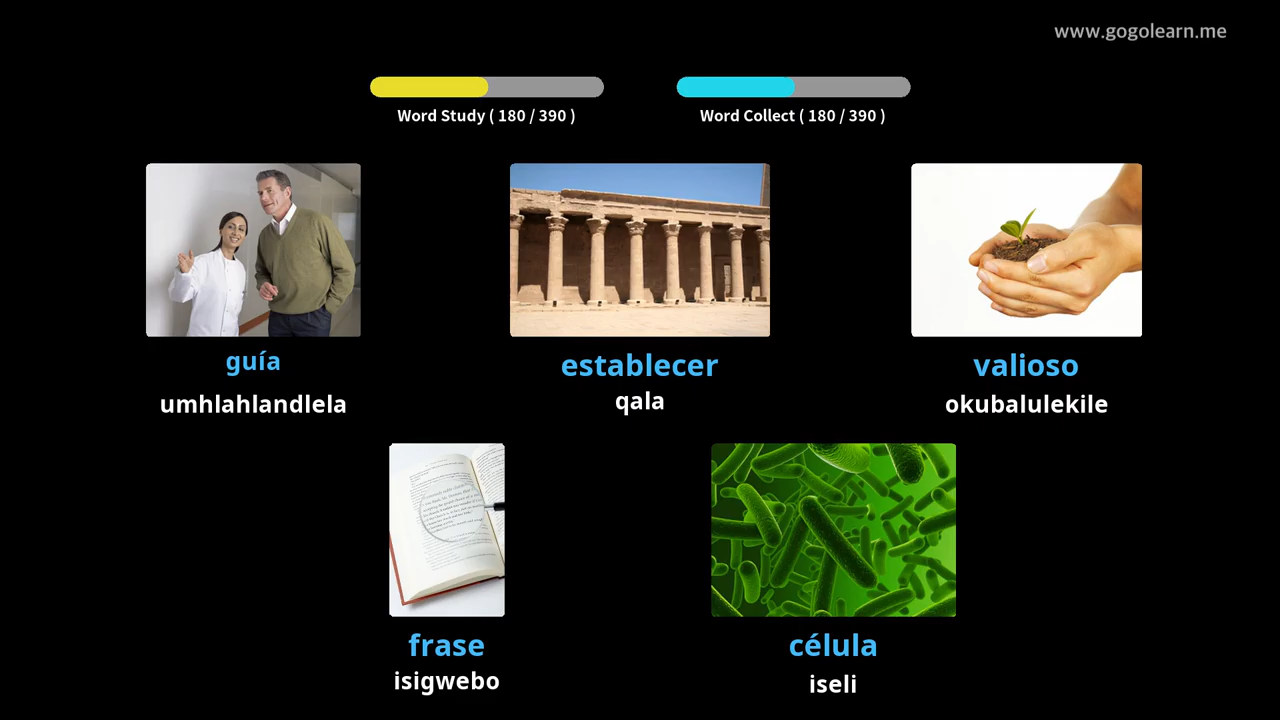 www.gogolearn.me
Word Study ( 180 / 390 )
Word Collect ( 180 / 390 )
guía
umhlahlandlela
establecer
qala
valioso
okubalulekile
frase
isigwebo
célula
iseli